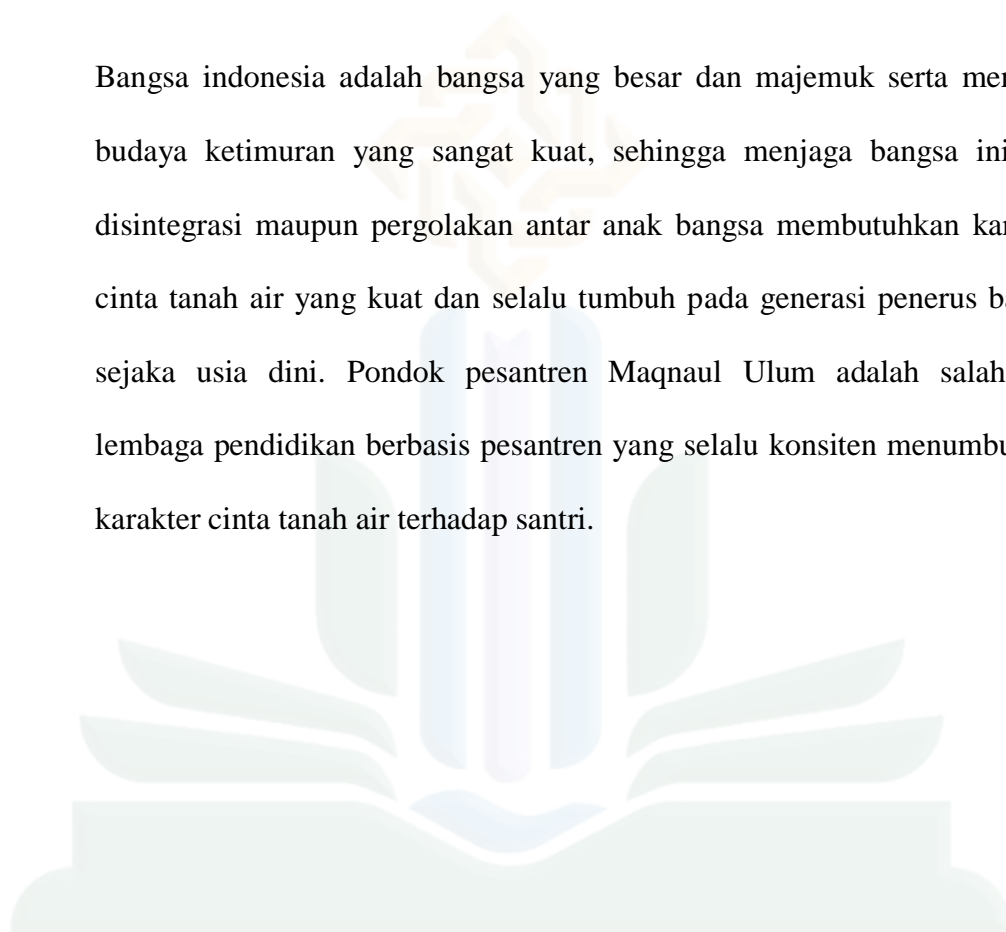 Bangsa indonesia adalah bangsa yang besar dan majemuk serta
budaya ketimuran yang sangat kuat, sehingga menjaga bangsa ini
disintegrasi maupun pergolakan antar anak bangsa membutuhkan
cinta tanah air yang kuat dan selalu tumbuh pada generasi penerus
sejaka usia dini. Pondok pesantren Maqnaul Ulum adalah salah
lembaga pendidikan berbasis pesantren yang selalu konsiten
karakter cinta tanah air terhadap santri.